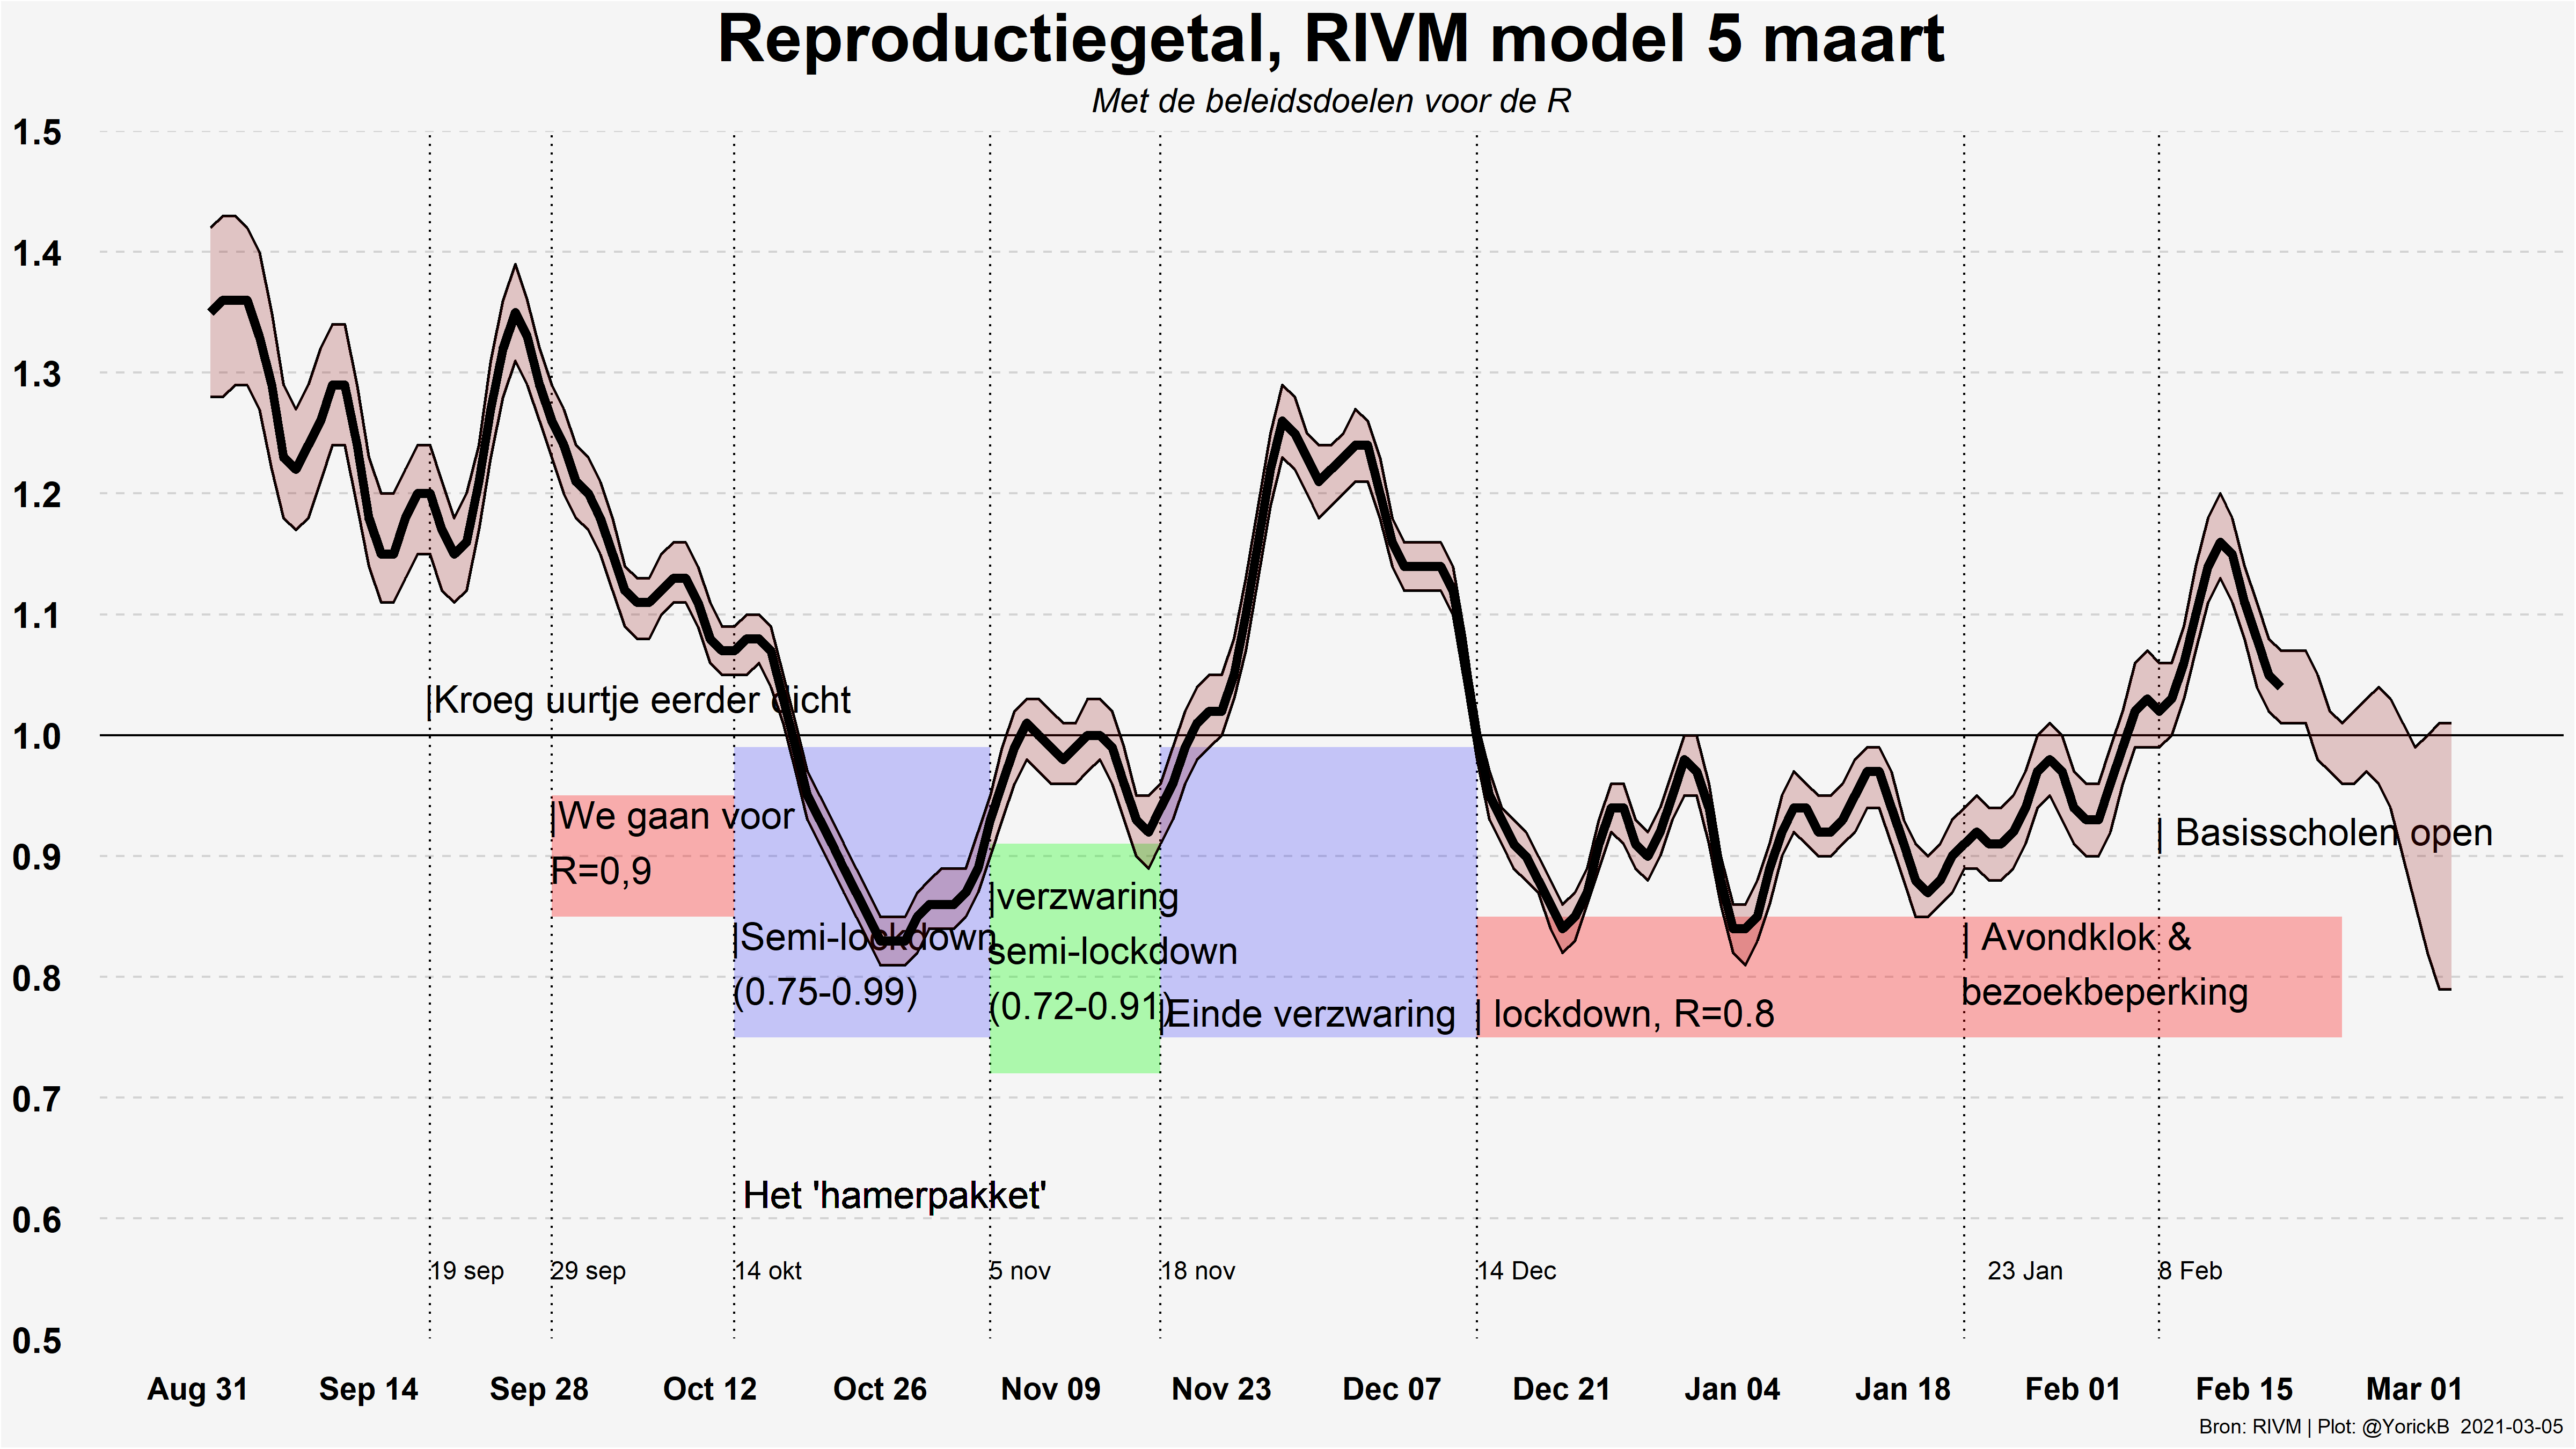 Reproductiegetal, RIVM model 5 maart
Met de beleidsdoelen voor de R
1.5
1.4
1.3
1.2
1.1
1.0
0.9
0.8
0.7
0.6
0.5
|Kroeg uurtje eerder dicht
|We gaan voor
R=0,9
|Semi-lockdown
(0.75-0.99)
|verzwaring
semi-lockdown
(0.72-0.91)
|Einde verzwaring
| lockdown, R=0.8
| Avondklok &
bezoekbeperking
| Basisscholen open
Het 'hamerpakket'
19 sep
29 sep
14 okt
5 nov
18 nov
14 Dec
23 Jan
8 Feb
Aug 31
Sep 14
Sep 28
Oct 12
Oct 26
Nov 09
Nov 23
Dec 07
Dec 21
Jan 04
Jan 18
Feb 01
Feb 15
Mar 01
Bron: RIVM | Plot: @YorickB  2021-03-05